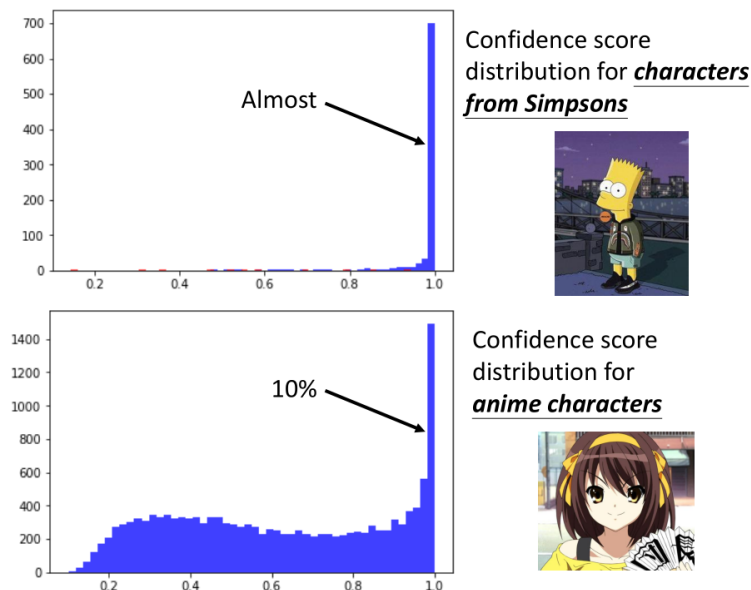 700
600
500
400
300
200
100
0
0.2 0.4 0.6 0.8 1.0
Almost
Confidence score
distribution for characters
from Simpsons
1400
1200
1000
800
600
400
200
0
0.2 0.4 0.6 0.8 1.0
10%
Confidence score
distribution for
anime characters